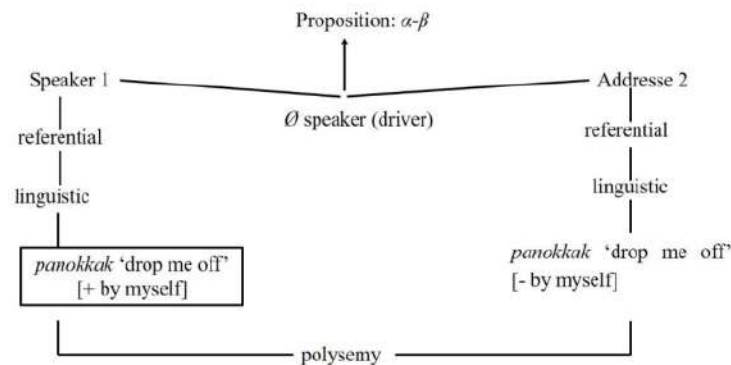 Proposition: α-β
Speaker 1
Addresse 2
Ø speaker (driver)
referential
referential
linguistic
linguistic
panokkak ‘drop me off’
[+ by myself]
panokkak ‘drop me off’
[- by myself]
polysemy